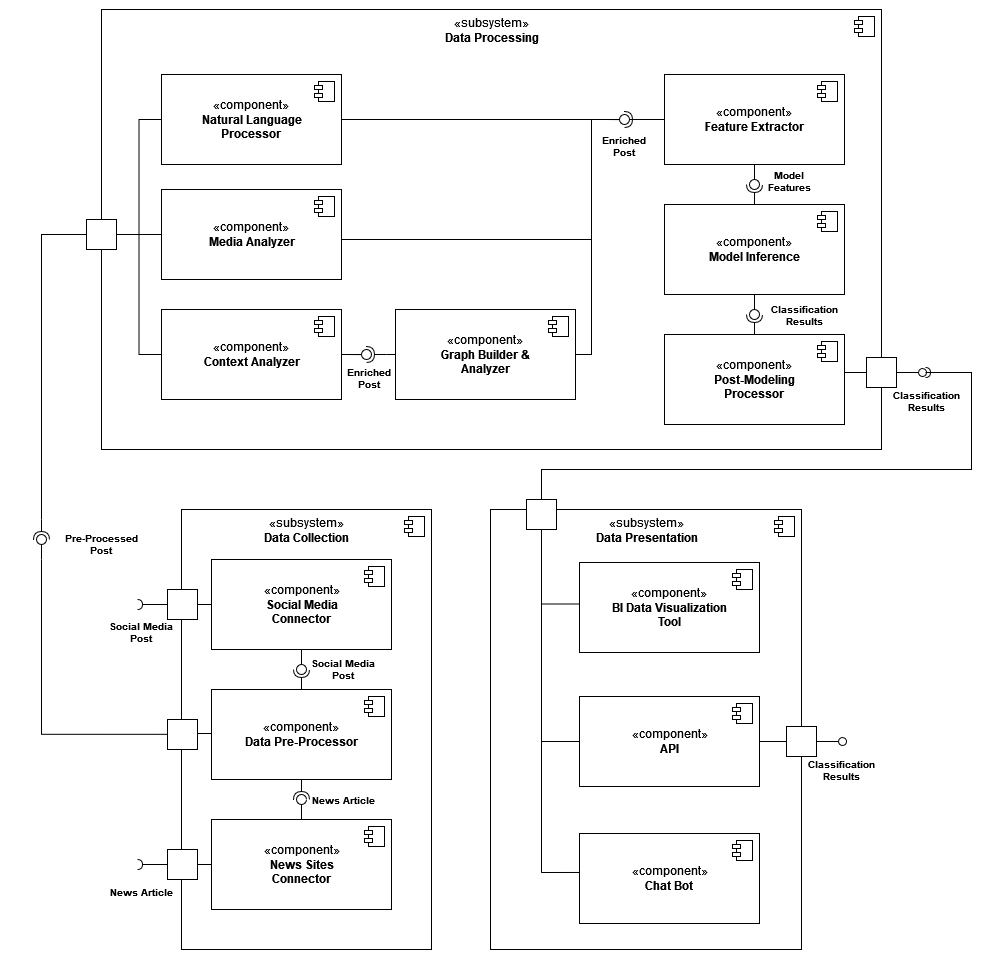 «subsystem»
Data Processing
«component»
Natural Language
Processor
«component»
Feature Extractor
Enriched
Post
Model
Features
«component»
Media Analyzer
«component»
Model Inference
Classification
Results
«component»
Context Analyzer
Enriched
Post
«component»
Graph Builder &
Analyzer
«component»
Post-Modeling
Processor
Classification
Results
Pre-Processed
Post
«subsystem»
Data Collection
«component»
Social Media
Connector
Social Media
Post
Social Media
Post
«component»
Data Pre-Processor
News Article
«component»
News Sites
Connector
News Article
«subsystem»
Data Presentation
«component»
BI Data Visualization
Tool
«component»
API
Classification
Results
«component»
Chat Bot